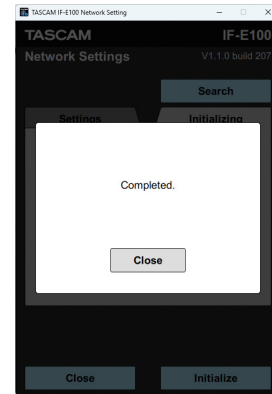 TASCAM IF-E100 Network Setting
TASCAM IF-E100
Network Settings V1.1.0 build 207
Search
Settings Initializing
Completed.
Close
Close Initialize